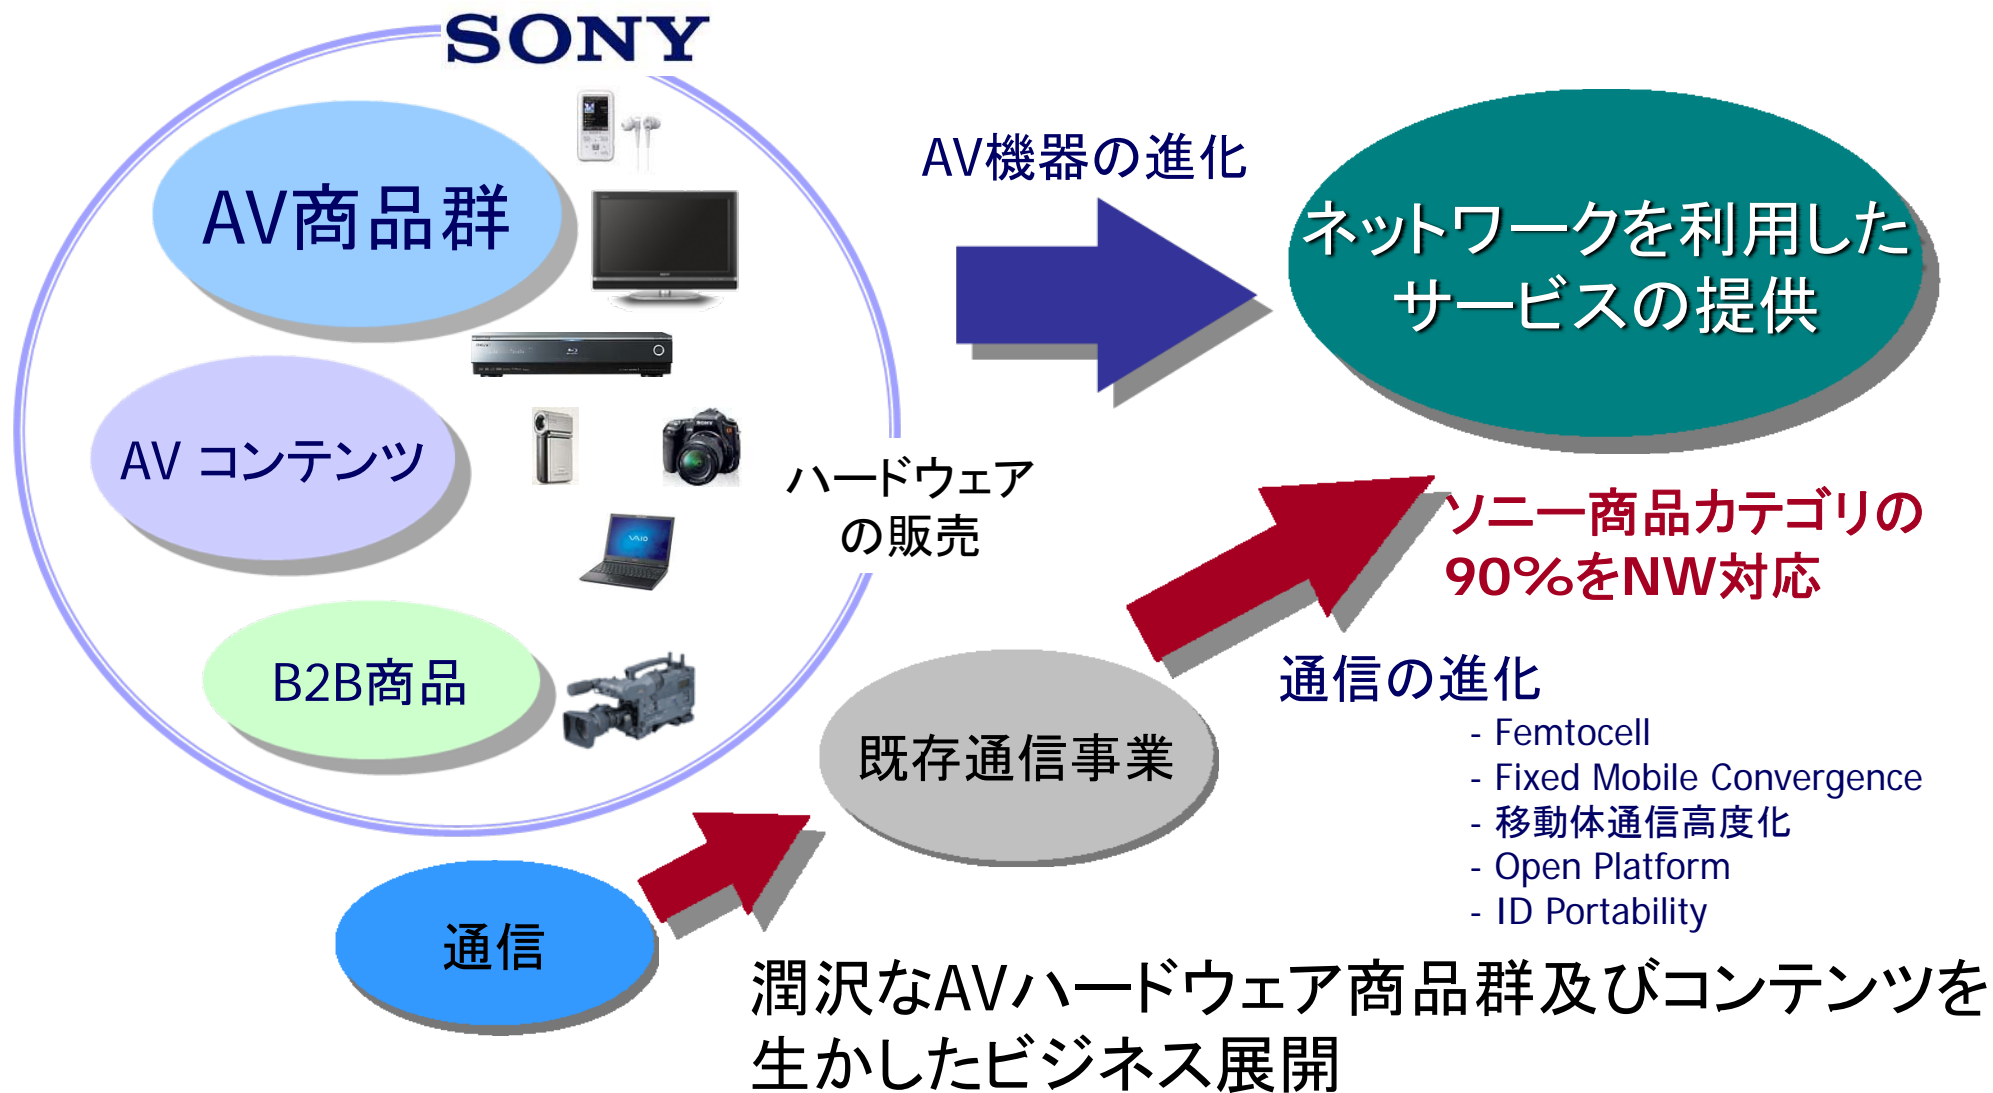 SONY
AV商品群
AV コンテンツ
B2B商品
VAIO
ハードウェア
の販売
AV機器の進化
ネットワークを利用した
サービスの提供
ソニー商品カテゴリの
90%をNW対応
既存通信事業
通信の進化
- Femtocell
- Fixed Mobile Convergence
- 移動体通信高度化
- Open Platform
- ID Portability
通信
潤沢なAVハードウェア商品群及びコンテンツを
生かしたビジネス展開